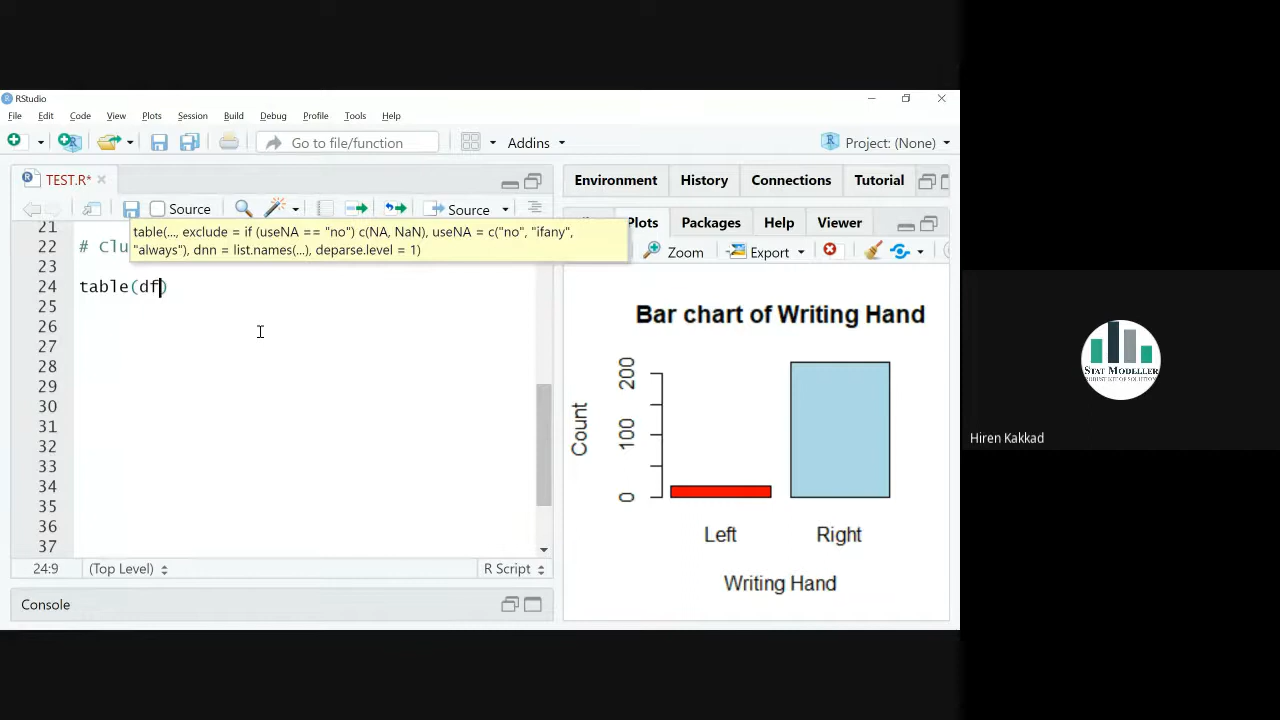 RStudio
File Edit Code View Plots Session Build Debug Profile Tools Help
Go to file/function Addins Project: (None)
TEST.R*
Source Source
table(..., exclude = if (useNA == "no") c(NA, NaN), useNA = c("no", "ifany",
"always"), dnn = list.names(...), deparse.level = 1)
21
22 # Clu
23
24 table(df)
25
26
27
28
29
30
31
32
33
34
35
36
37
24:9 (Top Level) R Script
Console
Environment History Connections Tutorial
Plots Packages Help Viewer
Zoom Export
Bar chart of Writing Hand
Count
200
100
0
Left Right
Writing Hand
STAT MODELLER
Hiren Kakkad